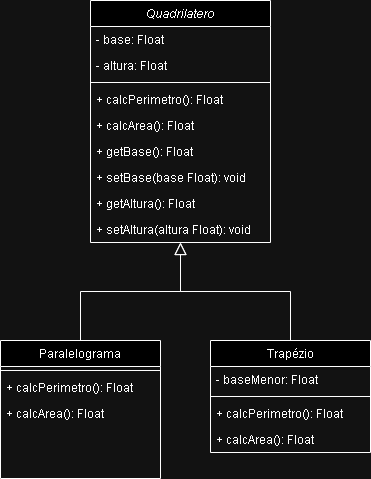 Quadrilatero
- base: Float
- altura: Float
+ calcPerimetro(): Float
+ calcArea(): Float
+ getBase(): Float
+ setBase(base Float): void
+ getAltura(): Float
+ setAltura(altura Float): void
Paralelograma
+ calcPerimetro(): Float
+ calcArea(): Float
Trapézio
- baseMenor: Float
+ calcPerimetro(): Float
+ calcArea(): Float